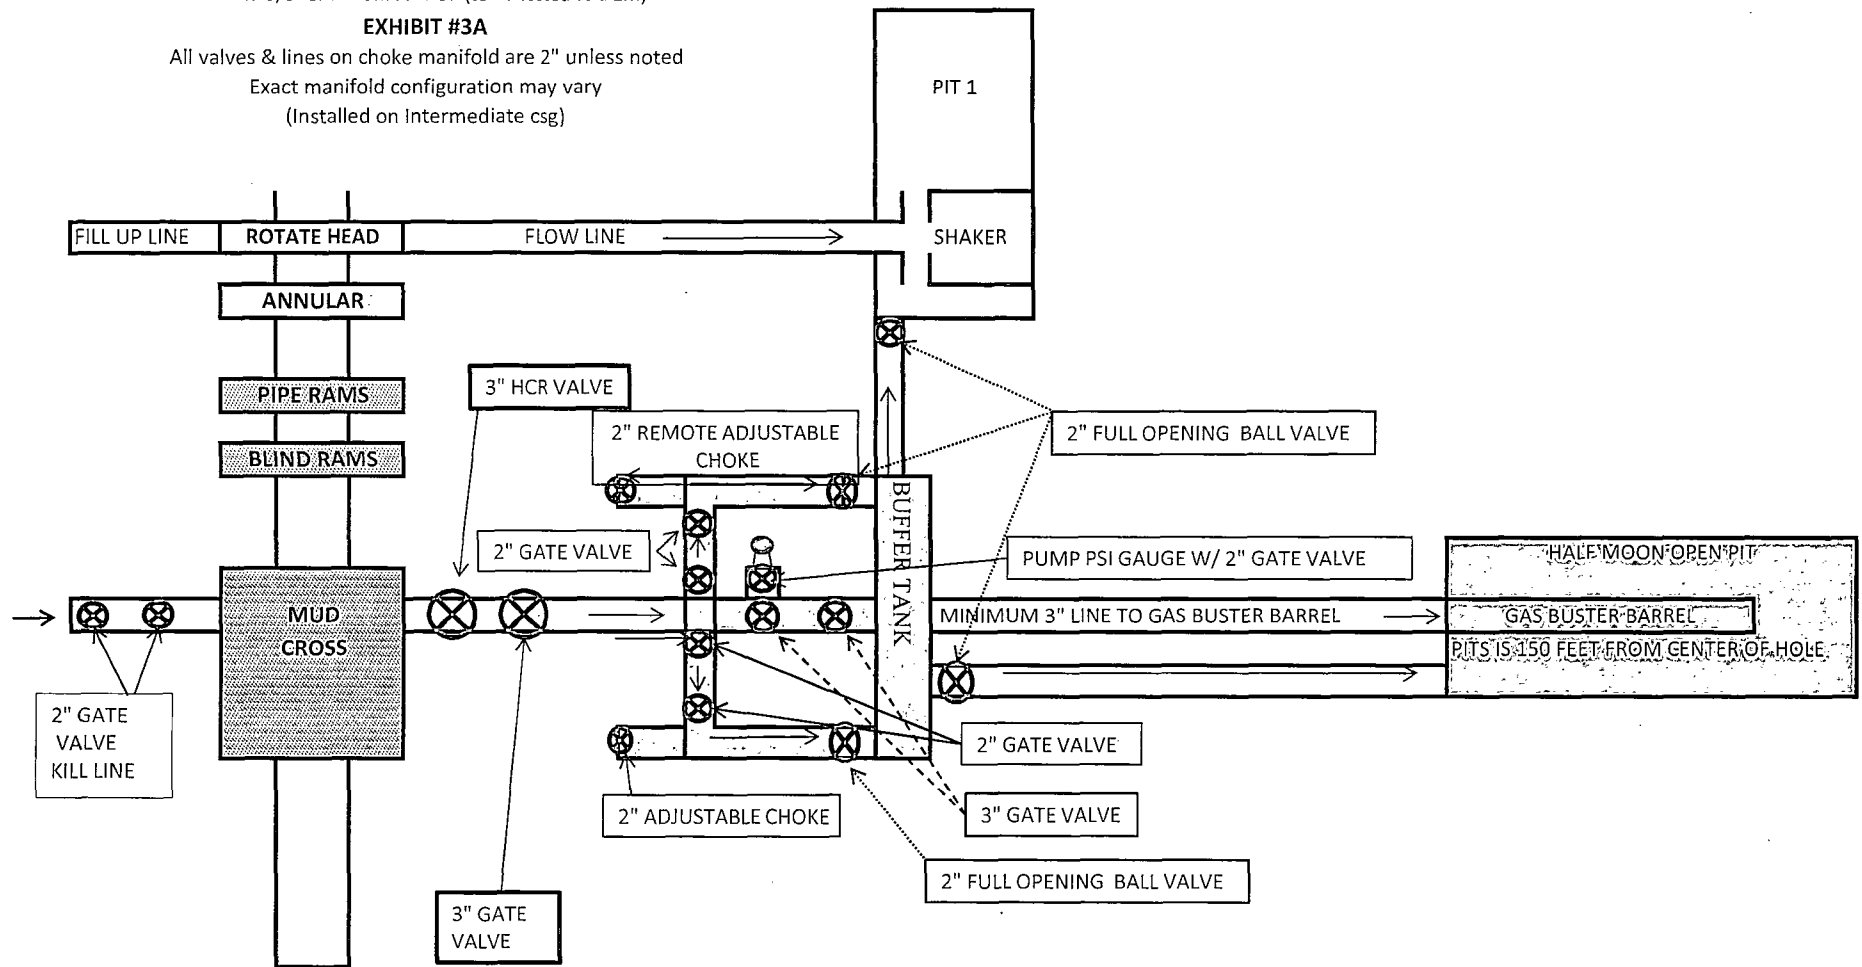 EXHIBIT #3A
All valves & lines on choke manifold are 2" unless noted
Exact manifold configuration may vary
(Installed on Intermediate csg)
PIT 1
FILL UP LINE
ROTATE HEAD
FLOW LINE
SHAKER
ANNULAR
PIPE RAMS
3" HCR VALVE
2" REMOTE ADJUSTABLE
CHOKE
2" FULL OPENING BALL VALVE
BLIND RAMS
BUFFER TANK
2" GATE VALVE
PUMP PSI GAUGE W/ 2" GATE VALVE
HALF MOON OPEN PIT
MUD
CROSS
MINIMUM 3" LINE TO GAS BUSTER BARREL
GAS BUSTER BARREL
PITS IS 150 FEET FROM CENTER OF HOLE
2" GATE
VALVE
KILL LINE
2" GATE VALVE
2" ADJUSTABLE CHOKE
3" GATE VALVE
2" FULL OPENING BALL VALVE
3" GATE
VALVE